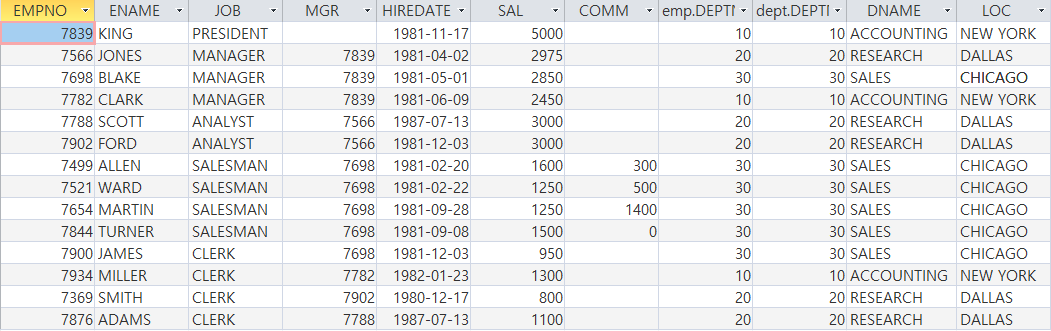 EMPNO ENAME JOB MGR HIREDATE SAL COMM emp.DEPTN dept.DEPTI DNAME LOC
7839 KING PRESIDENT 1981-11-17 5000 10 10 ACCOUNTING NEW YORK
7566 JONES MANAGER 7839 1981-04-02 2975 20 20 RESEARCH DALLAS
7698 BLAKE MANAGER 7839 1981-05-01 2850 30 30 SALES CHICAGO
7782 CLARK MANAGER 7839 1981-06-09 2450 10 10 ACCOUNTING NEW YORK
7788 SCOTT ANALYST 7566 1987-07-13 3000 20 20 RESEARCH DALLAS
7902 FORD ANALYST 7566 1981-12-03 3000 20 20 RESEARCH DALLAS
7499 ALLEN SALESMAN 7698 1981-02-20 1600 300 30 30 SALES CHICAGO
7521 WARD SALESMAN 7698 1981-02-22 1250 500 30 30 SALES CHICAGO
7654 MARTIN SALESMAN 7698 1981-09-28 1250 1400 30 30 SALES CHICAGO
7844 TURNER SALESMAN 7698 1981-09-08 1500 0 30 30 SALES CHICAGO
7900 JAMES CLERK 7698 1981-12-03 950 30 30 SALES CHICAGO
7934 MILLER CLERK 7782 1982-01-23 1300 10 10 ACCOUNTING NEW YORK
7369 SMITH CLERK 7902 1980-12-17 800 20 20 RESEARCH DALLAS
7876 ADAMS CLERK 7788 1987-07-13 1100 20 20 RESEARCH DALLAS